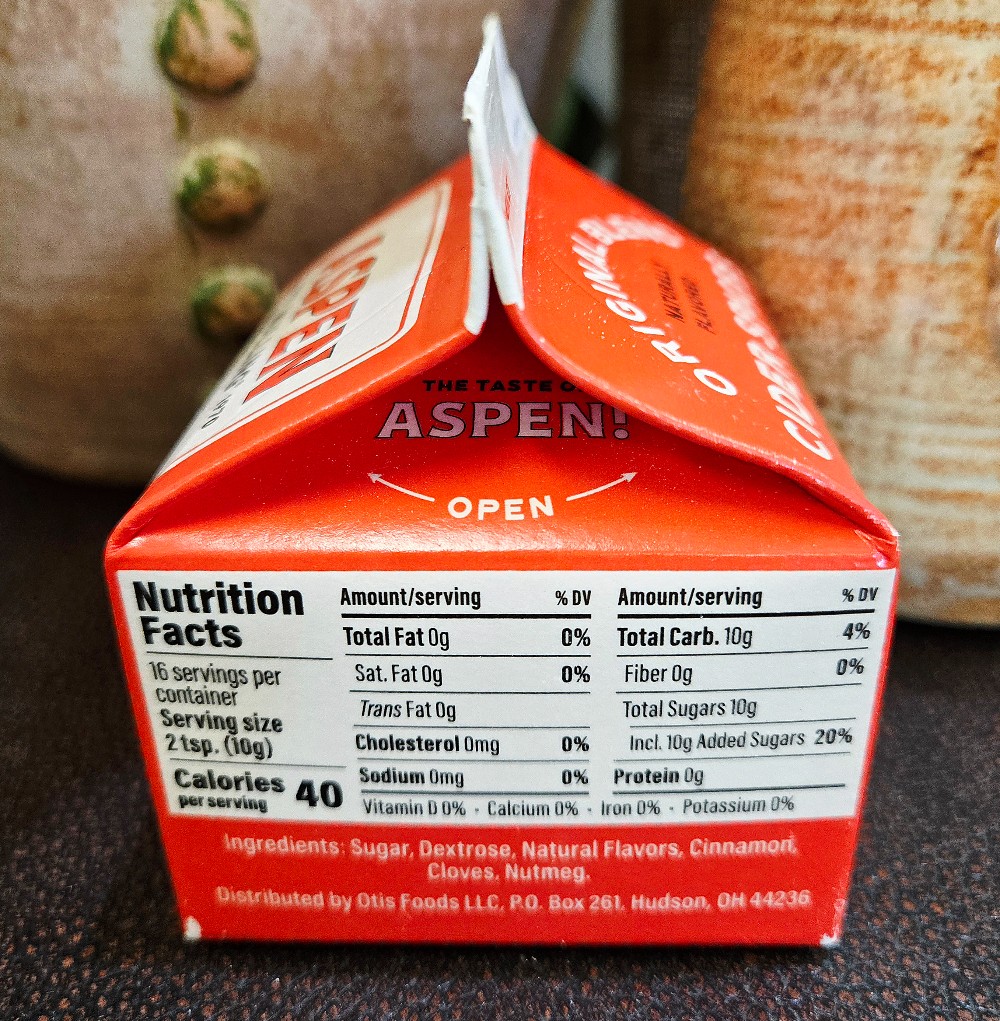 ASPEN
1970
ORIGINAL BLEND
NATURALLY
FLAVORED
CIDER
THE TASTE
ASPEN!
OPEN
Nutrition
Facts
16 servings per
container
Serving size
2 tsp. (10g)
Calories
per serving
40
Amount/serving % DV
Total Fat 0g 0%
Sat. Fat 0g 0%
Trans Fat 0g
Cholesterol 0mg 0%
Sodium 0mg 0%
Amount/serving % DV
Total Carb. 10g 4%
Fiber 0g 0%
Total Sugars 10g
Incl. 10g Added Sugars 20%
Protein 0g
Vitamin D 0% · Calcium 0% · Iron 0% · Potassium 0%
Ingredients: Sugar, Dextrose, Natural Flavors, Cinnamon,
Cloves, Nutmeg.
Distributed by Otis Foods LLC, P.O. Box 261, Hudson, OH 44236